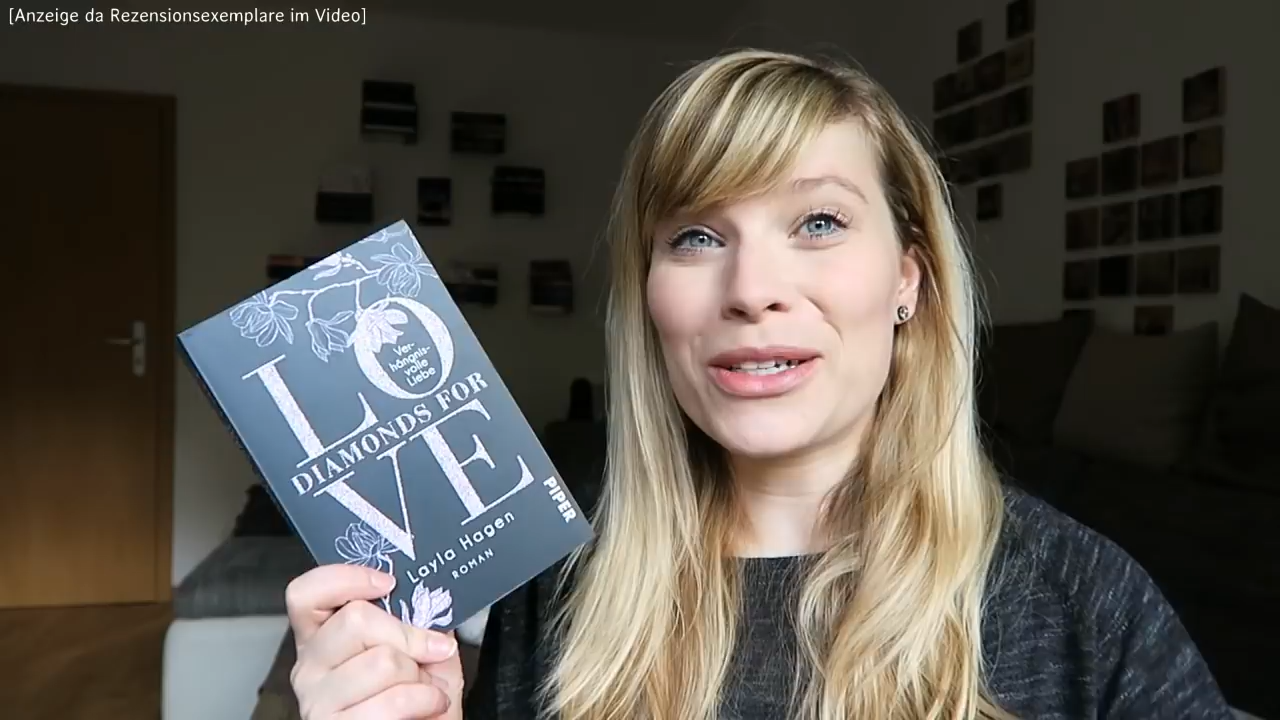 [Anzeige da Rezensionsexemplare im Video]
LO
Ver-
hängnis-
volle
Liebe
DIAMONDS FOR
VE
PIPER
Layla Hagen
ROMAN